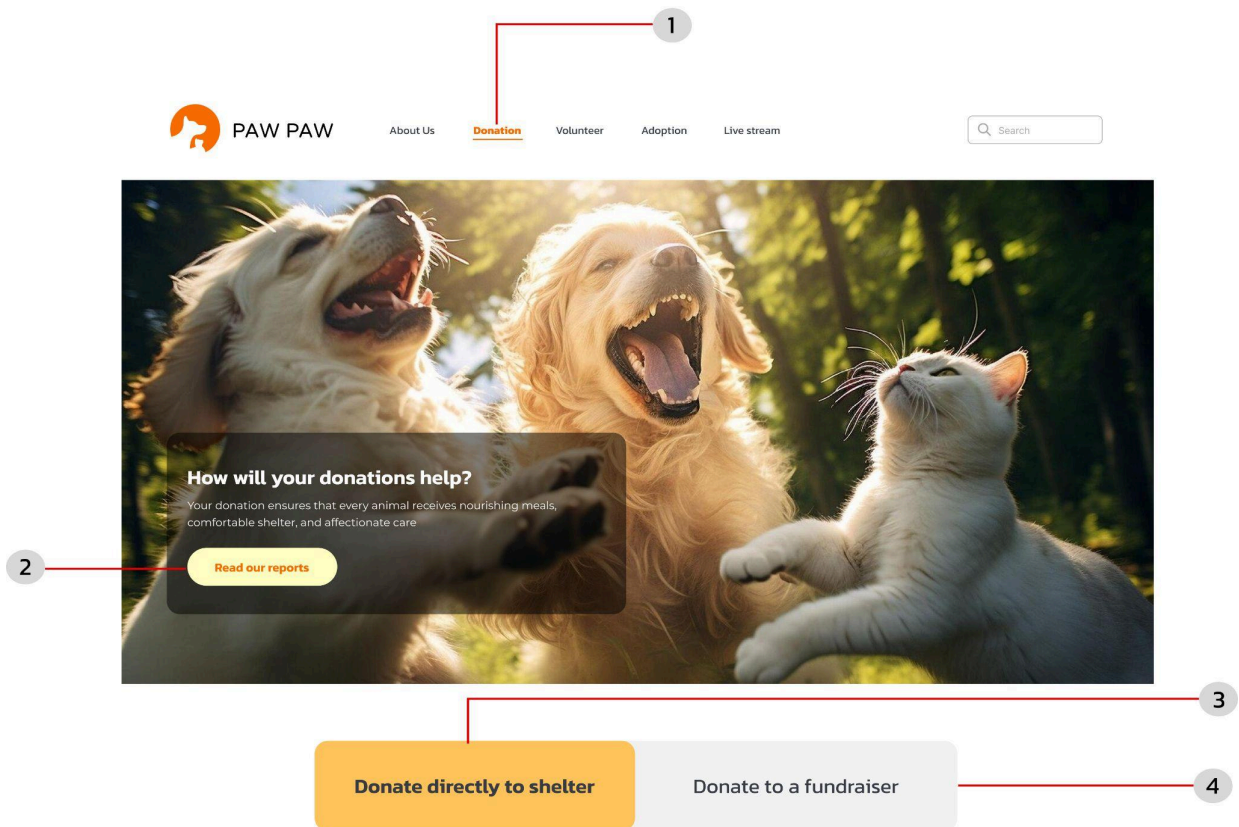 1
PAW PAW
About Us
Donation
Volunteer
Adoption
Live stream
Search
How will your donations help?
Your donation ensures that every animal receives nourishing meals,
comfortable shelter, and affectionate care
2
Read our reports
3
Donate directly to shelter
Donate to a fundraiser
4